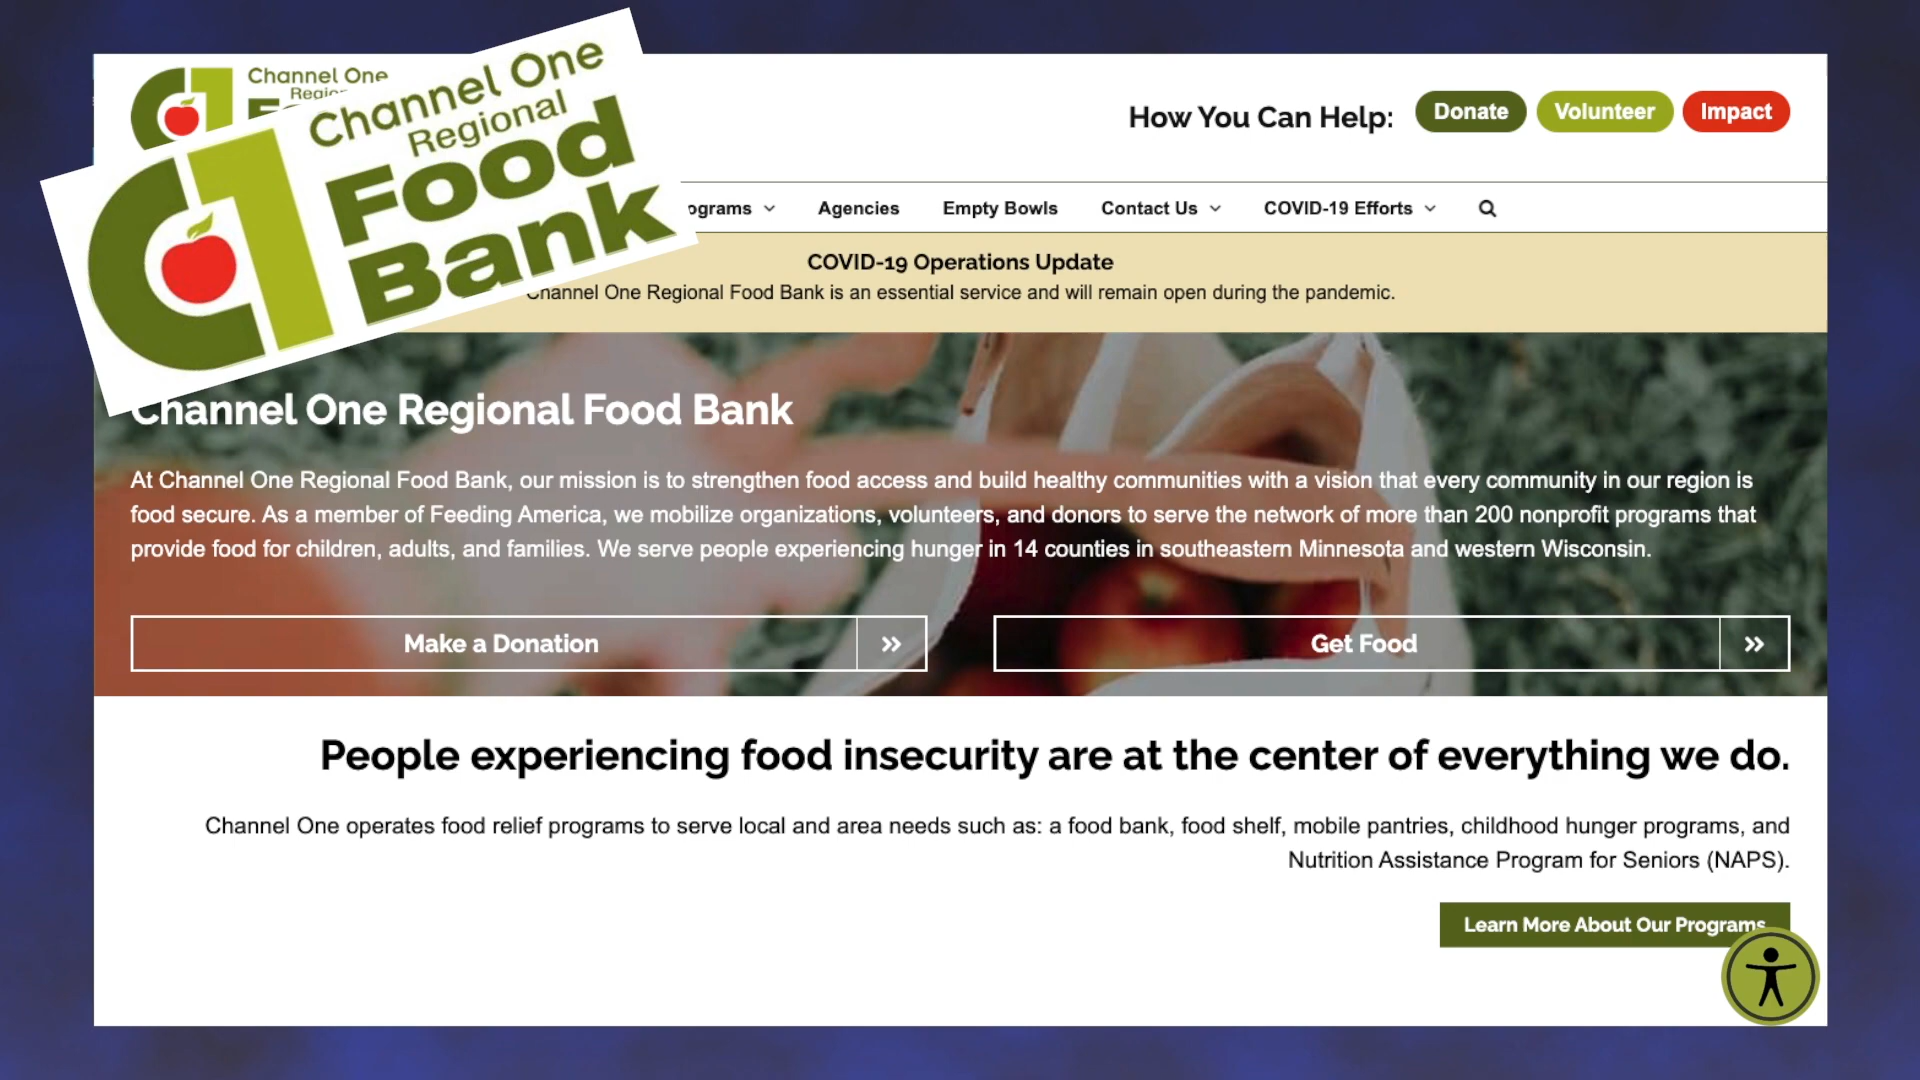 Channel One
Channel One
Regional
Food
Bank
How You Can Help:
Donate
Volunteer
Impact
Agencies
Empty Bowls
Contact Us
COVID-19 Efforts
COVID-19 Operations Update
Channel One Regional Food Bank is an essential service and will remain open during the pandemic.
Channel One Regional Food Bank
At Channel One Regional Food Bank, our mission is to strengthen food access and build healthy communities with a vision that every community in our region is
food secure. As a member of Feeding America, we mobilize organizations, volunteers, and donors to serve the network of more than 200 nonprofit programs that
provide food for children, adults, and families. We serve people experiencing hunger in 14 counties in southeastern Minnesota and western Wisconsin.
Make a Donation
Get Food
People experiencing food insecurity are at the center of everything we do.
Channel One operates food relief programs to serve local and area needs such as: a food bank, food shelf, mobile pantries, childhood hunger programs, and
Nutrition Assistance Program for Seniors (NAPS).
Learn More About Our Programs